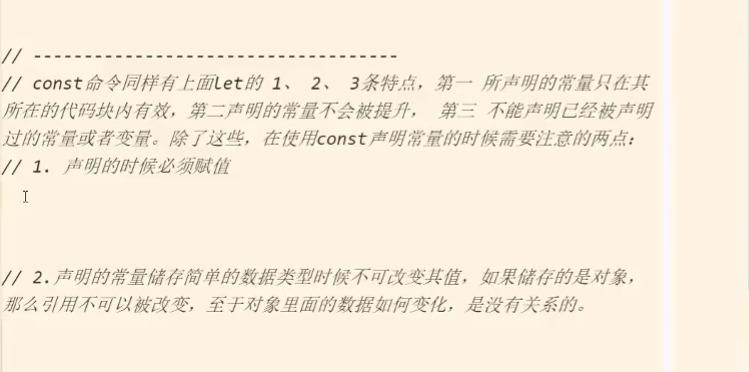 // ------------------------------------
// const命令同样有上面let的 1、 2、 3条特点，第一 所声明的常量只在其
所在的代码块内有效，第二声明的常量不会被提升， 第三 不能声明已经被声明
过的常量或者变量。除了这些，在使用const声明常量的时候需要注意的两点：
// 1. 声明的时候必须赋值
// 2.声明的常量储存简单的数据类型时候不可改变其值，如果储存的是对象，
那么引用不可以被改变，至于对象里面的数据如何变化，是没有关系的。